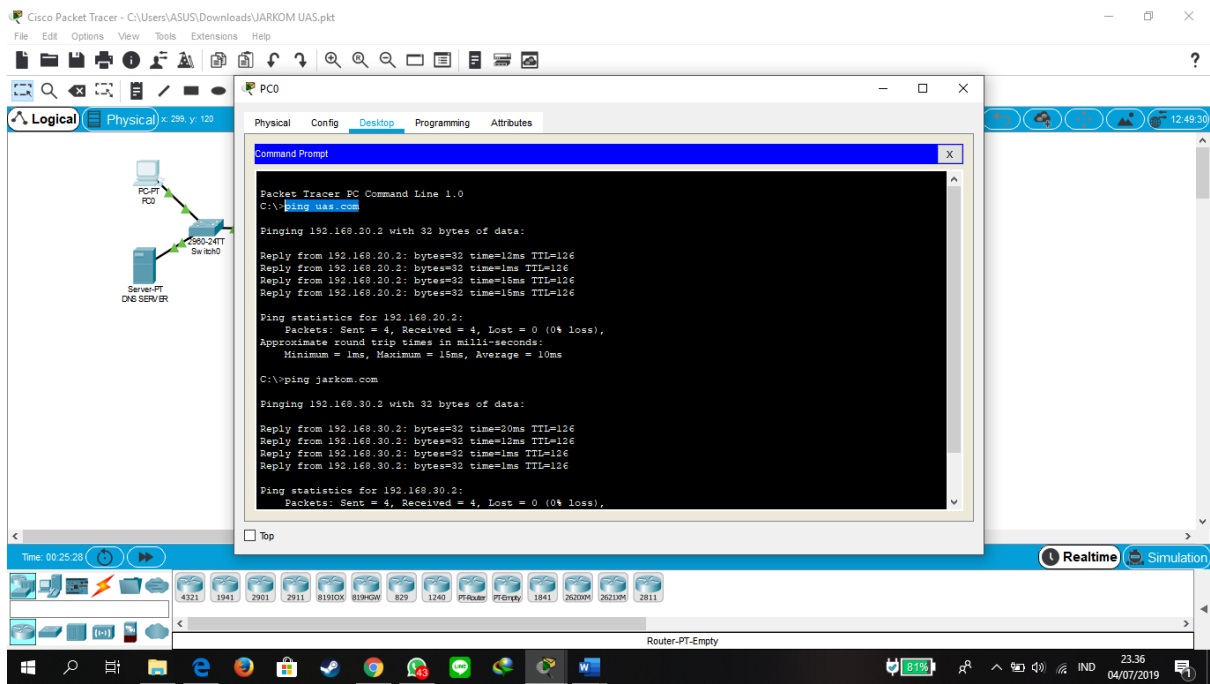 Cisco Packet Tracer - C:\Users\ASUS\Downloads\JARKOM UAS.pkt
File Edit Options View Tools Extensions Help
?
PC0
Logical
Physical
x: 299, y: 120
12:49:30
Physical Config Desktop Programming Attributes
Command Prompt
X
Packet Tracer PC Command Line 1.0
C:\>ping uas.com
Pinging 192.168.20.2 with 32 bytes of data:
Reply from 192.168.20.2: bytes=32 time=12ms TTL=126
Reply from 192.168.20.2: bytes=32 time=1ms TTL=126
Reply from 192.168.20.2: bytes=32 time=15ms TTL=126
Reply from 192.168.20.2: bytes=32 time=15ms TTL=126
Ping statistics for 192.168.20.2:
Packets: Sent = 4, Received = 4, Lost = 0 (0% loss),
Approximate round trip times in milli-seconds:
Minimum = 1ms, Maximum = 15ms, Average = 10ms
C:\>ping jarkom.com
Pinging 192.168.30.2 with 32 bytes of data:
Reply from 192.168.30.2: bytes=32 time=20ms TTL=126
Reply from 192.168.30.2: bytes=32 time=12ms TTL=126
Reply from 192.168.30.2: bytes=32 time=1ms TTL=126
Reply from 192.168.30.2: bytes=32 time=1ms TTL=126
Ping statistics for 192.168.30.2:
Packets: Sent = 4, Received = 4, Lost = 0 (0% loss),
Top
PC-PT
PC0
2960-24TT
Switch0
Server-PT
DNS SERVER
Time: 00:25:28
Realtime
Simulation
4321 1941 2901 2911 819IOX 819HGW 829 1240 PT-Router PT-Empty 1841 2620XM 2621XM 2811
Router-PT-Empty
43
81%
IND
23.36
04/07/2019
1